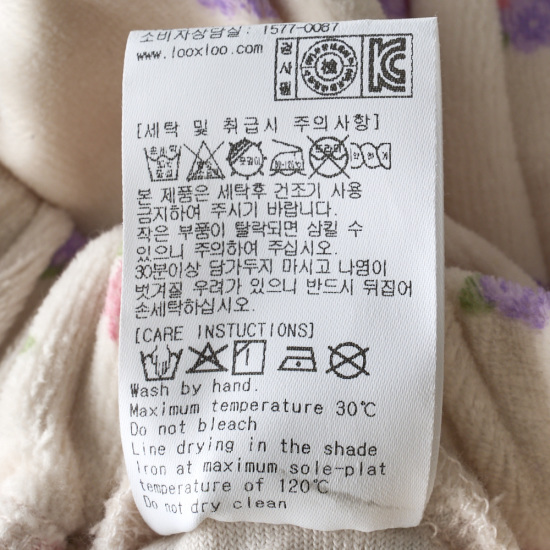 소비자상담실: 1577-0087
www.looxloo.com
검사필
[세탁 및 취급시 주의사항]
본 제품은 세탁후 건조기 사용
금지하여 주시기 바랍니다.
작은 부품이 탈락되면 삼킬 수
있으니 주의하여 주십시오.
30분이상 담가두지 마시고 나염이
벗겨질 우려가 있으니 반드시 뒤집어
손세탁하십시오.
[CARE INSTUCTIONS]
Wash by hand.
Maximum temperature 30℃
Do not bleach
Line drying in the shade
Iron at maximum sole-plat
temperature of 120℃
Do not dry clean